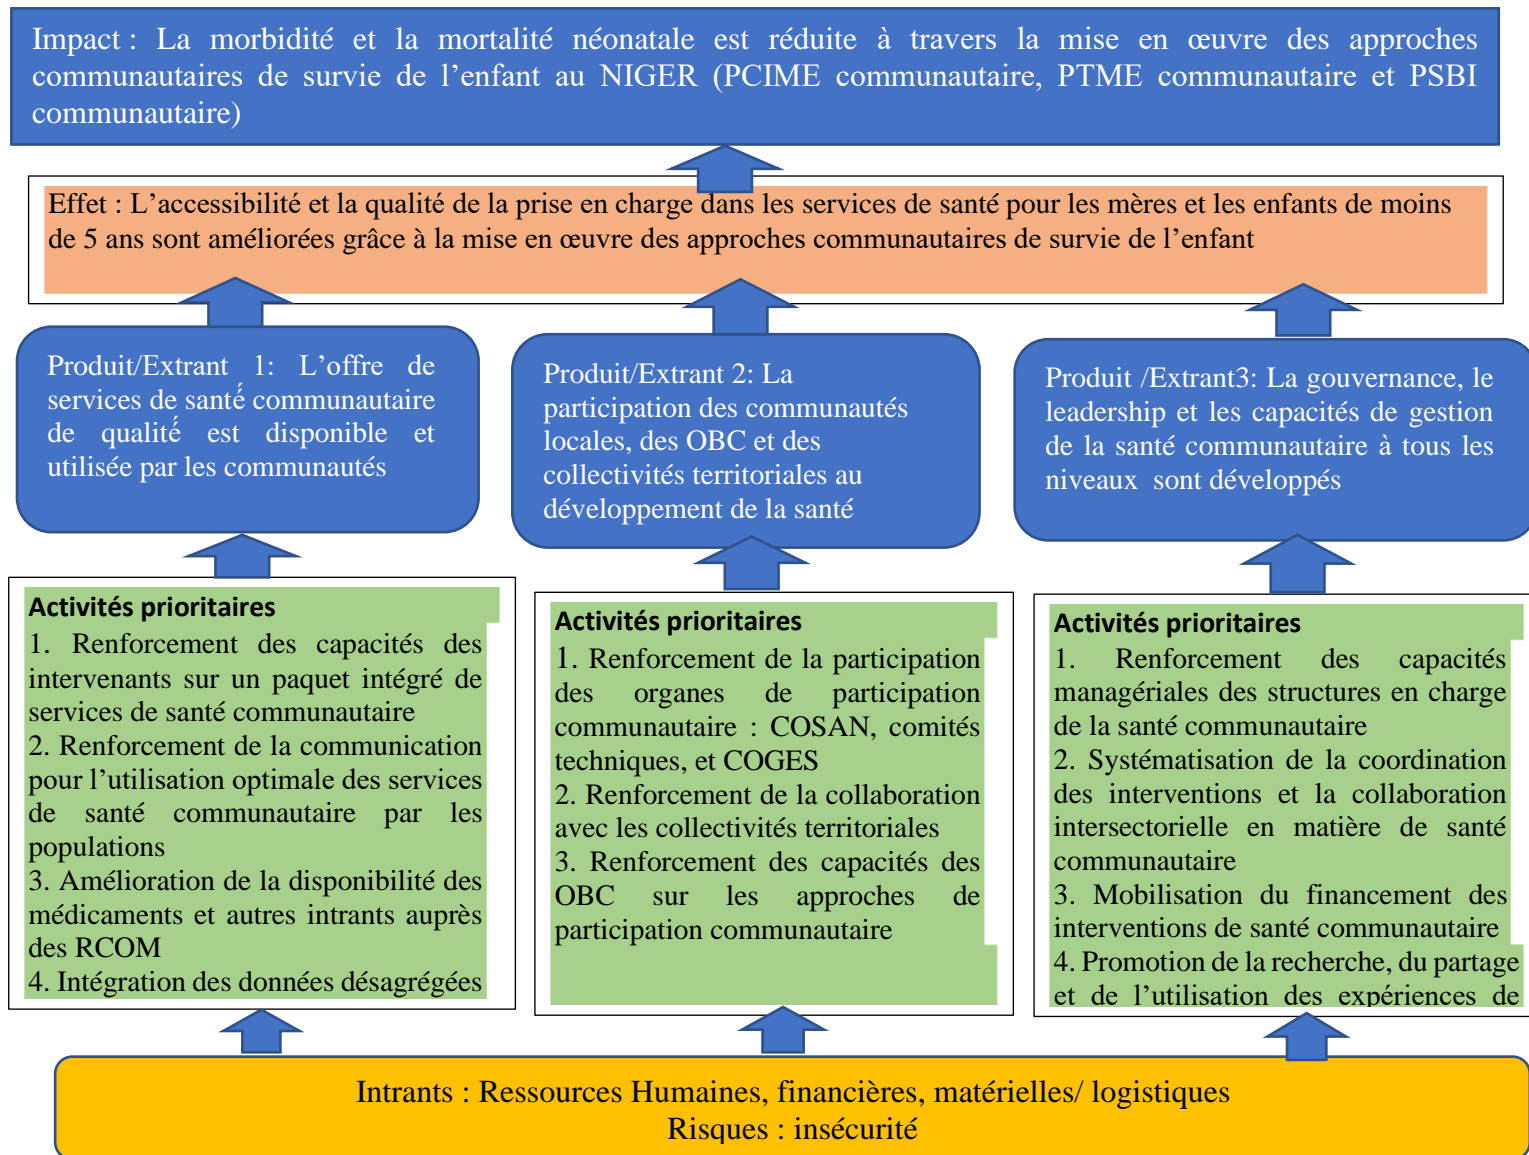 Impact : La morbidité et la mortalité néonatale est réduite à travers la mise en œuvre des approches
communautaires de survie de l’enfant au NIGER (PCIME communautaire, PTME communautaire et PSBI
communautaire)
Effet : L’accessibilité et la qualité de la prise en charge dans les services de santé pour les mères et les enfants de moins
de 5 ans sont améliorées grâce à la mise en œuvre des approches communautaires de survie de l’enfant
Produit/Extrant 1: L’offre de
services de santé communautaire
de qualité est disponible et
utilisée par les communautés
Produit/Extrant 2: La
participation des communautés
locales, des OBC et des
collectivités territoriales au
développement de la santé
Produit /Extrant3: La gouvernance, le
leadership et les capacités de gestion
de la santé communautaire à tous les
niveaux sont développés
Activités prioritaires
1. Renforcement des capacités des
intervenants sur un paquet intégré de
services de santé communautaire
2. Renforcement de la communication
pour l’utilisation optimale des services
de santé communautaire par les
populations
3. Amélioration de la disponibilité des
médicaments et autres intrants auprès
des RCOM
4. Intégration des données désagrégées
Activités prioritaires
1. Renforcement de la participation
des organes de participation
communautaire : COSAN, comités
techniques, et COGES
2. Renforcement de la collaboration
avec les collectivités territoriales
3. Renforcement des capacités des
OBC sur les approches de
participation communautaire
Activités prioritaires
1. Renforcement des capacités
managériales des structures en charge
de la santé communautaire
2. Systématisation de la coordination
des interventions et la collaboration
intersectorielle en matière de santé
communautaire
3. Mobilisation du financement des
interventions de santé communautaire
4. Promotion de la recherche, du partage
et de l’utilisation des expériences de
Intrants : Ressources Humaines, financières, matérielles/ logistiques
Risques : insécurité